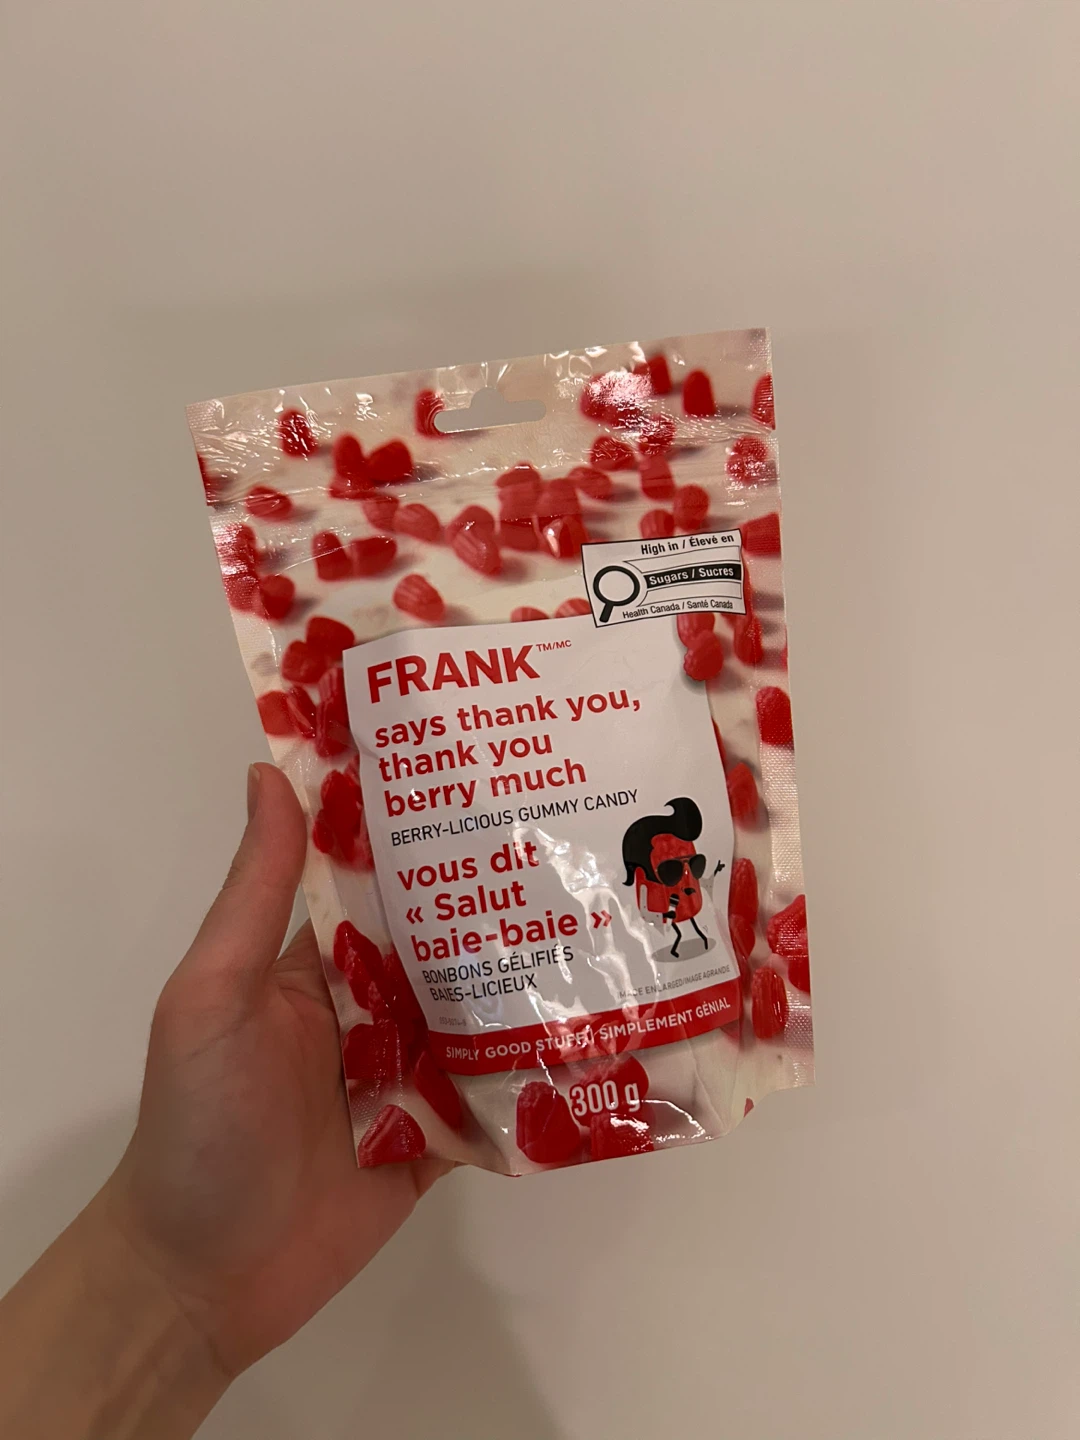 High in / Élevé en
Sugars / Sucres
Health Canada / Santé Canada
FRANK™/MC
says thank you,
thank you
berry much
BERRY-LICIOUS GUMMY CANDY
vous dit
« Salut
baie-baie »
BONBONS GÉLIFIÉS
BAIES-LICIEUX
ENLARGED/IMAGE AGRANDIE
SIMPLY GOOD STUFF | SIMPLEMENT GÉNIAL
300 g